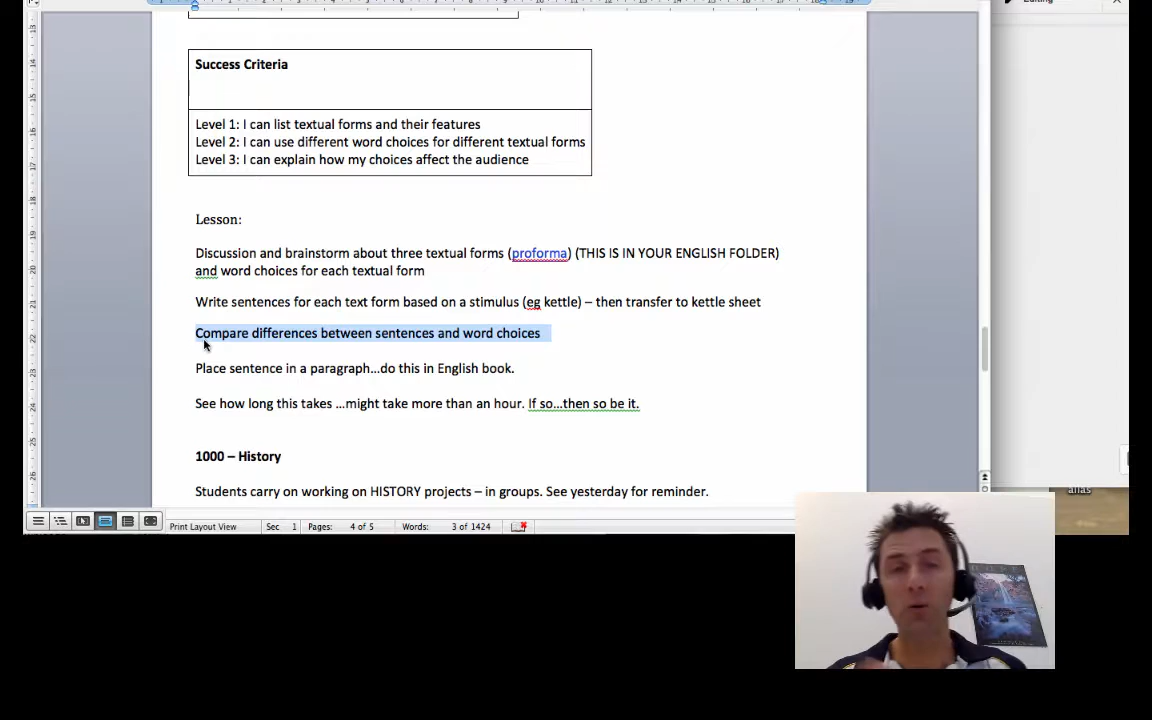 Editing
Success Criteria
Level 1: I can list textual forms and their features
Level 2: I can use different word choices for different textual forms
Level 3: I can explain how my choices affect the audience
Lesson:
Discussion and brainstorm about three textual forms (proforma) (THIS IS IN YOUR ENGLISH FOLDER)
and word choices for each textual form
Write sentences for each text form based on a stimulus (eg kettle) – then transfer to kettle sheet
Compare differences between sentences and word choices
Place sentence in a paragraph...do this in English book.
See how long this takes ...might take more than an hour. If so...then so be it.
1000 – History
Students carry on working on HISTORY projects – in groups. See yesterday for reminder.
alias
Print Layout View Sec 1 Pages: 4 of 5 Words: 3 of 1424